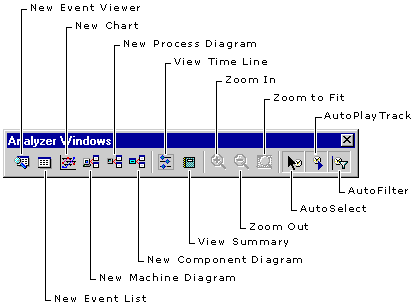 New Event Viewer
New Chart
New Process Diagram
View Time Line
Zoom In
Zoom to Fit
AutoPlayTrack
Analyzer Windows
AutoFilter
AutoSelect
Zoom Out
View Summary
New Component Diagram
New Machine Diagram
New Event List